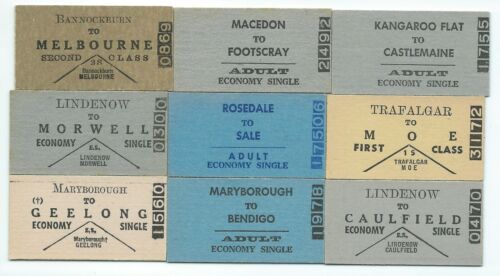 BANNOCKBURN
TO
MELBOURNE
SECOND CLASS
2S
Bannockburn
MELBOURNE
0869
MACEDON
TO
FOOTSCRAY
ADULT
ECONOMY SINGLE
2492
KANGAROO FLAT
TO
CASTLEMAINE
ADULT
ECONOMY SINGLE
1755
LINDENOW
TO
MORWELL
ECONOMY SINGLE
E.S.
LINDENOW
MORWELL
0300
ROSEDALE
TO
SALE
ADULT
ECONOMY SINGLE
17506
TRAFALGAR
TO
MOE
FIRST CLASS
1S
TRAFALGAR
MOE
3172
MARYBOROUGH
(†) TO
GEELONG
ECONOMY SINGLE
E.S.
Maryborough†
GEELONG
1560
MARYBOROUGH
TO
BENDIGO
ADULT
ECONOMY SINGLE
1978
LINDENOW
TO
CAULFIELD
ECONOMY SINGLE
E.S.
LINDENOW
CAULFIELD
0470